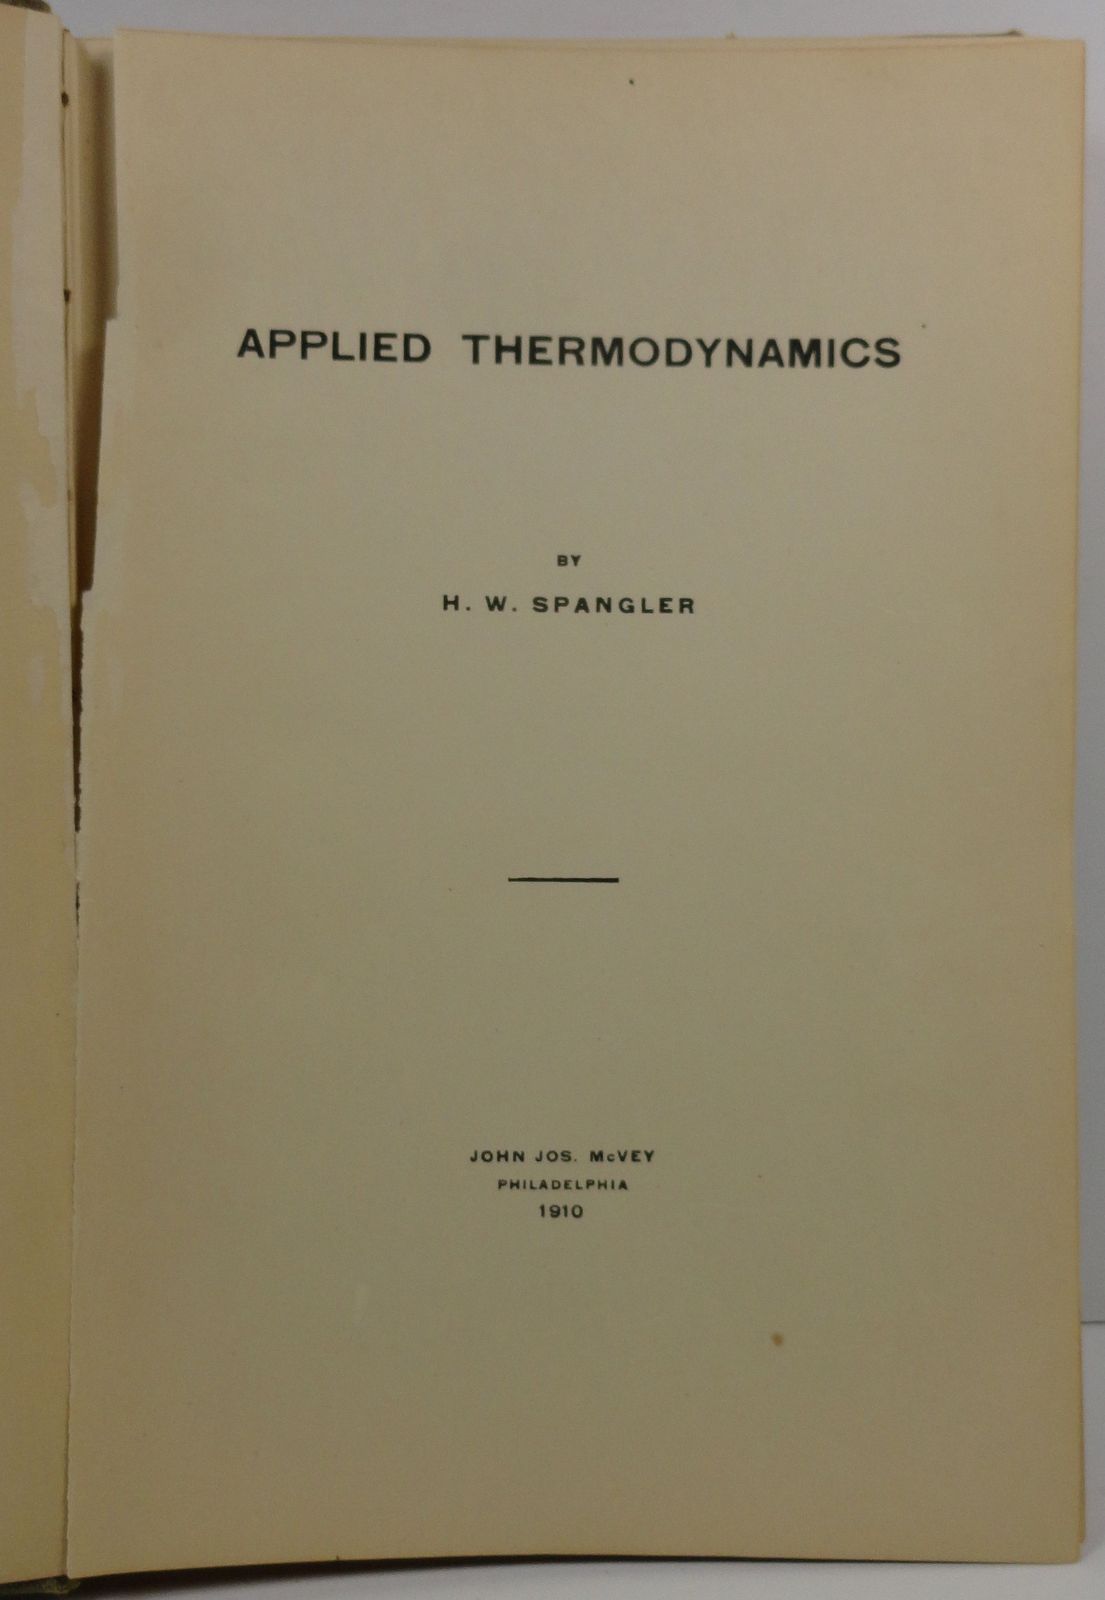 APPLIED THERMODYNAMICS
BY
H. W. SPANGLER
JOHN JOS. McVEY
PHILADELPHIA
1910